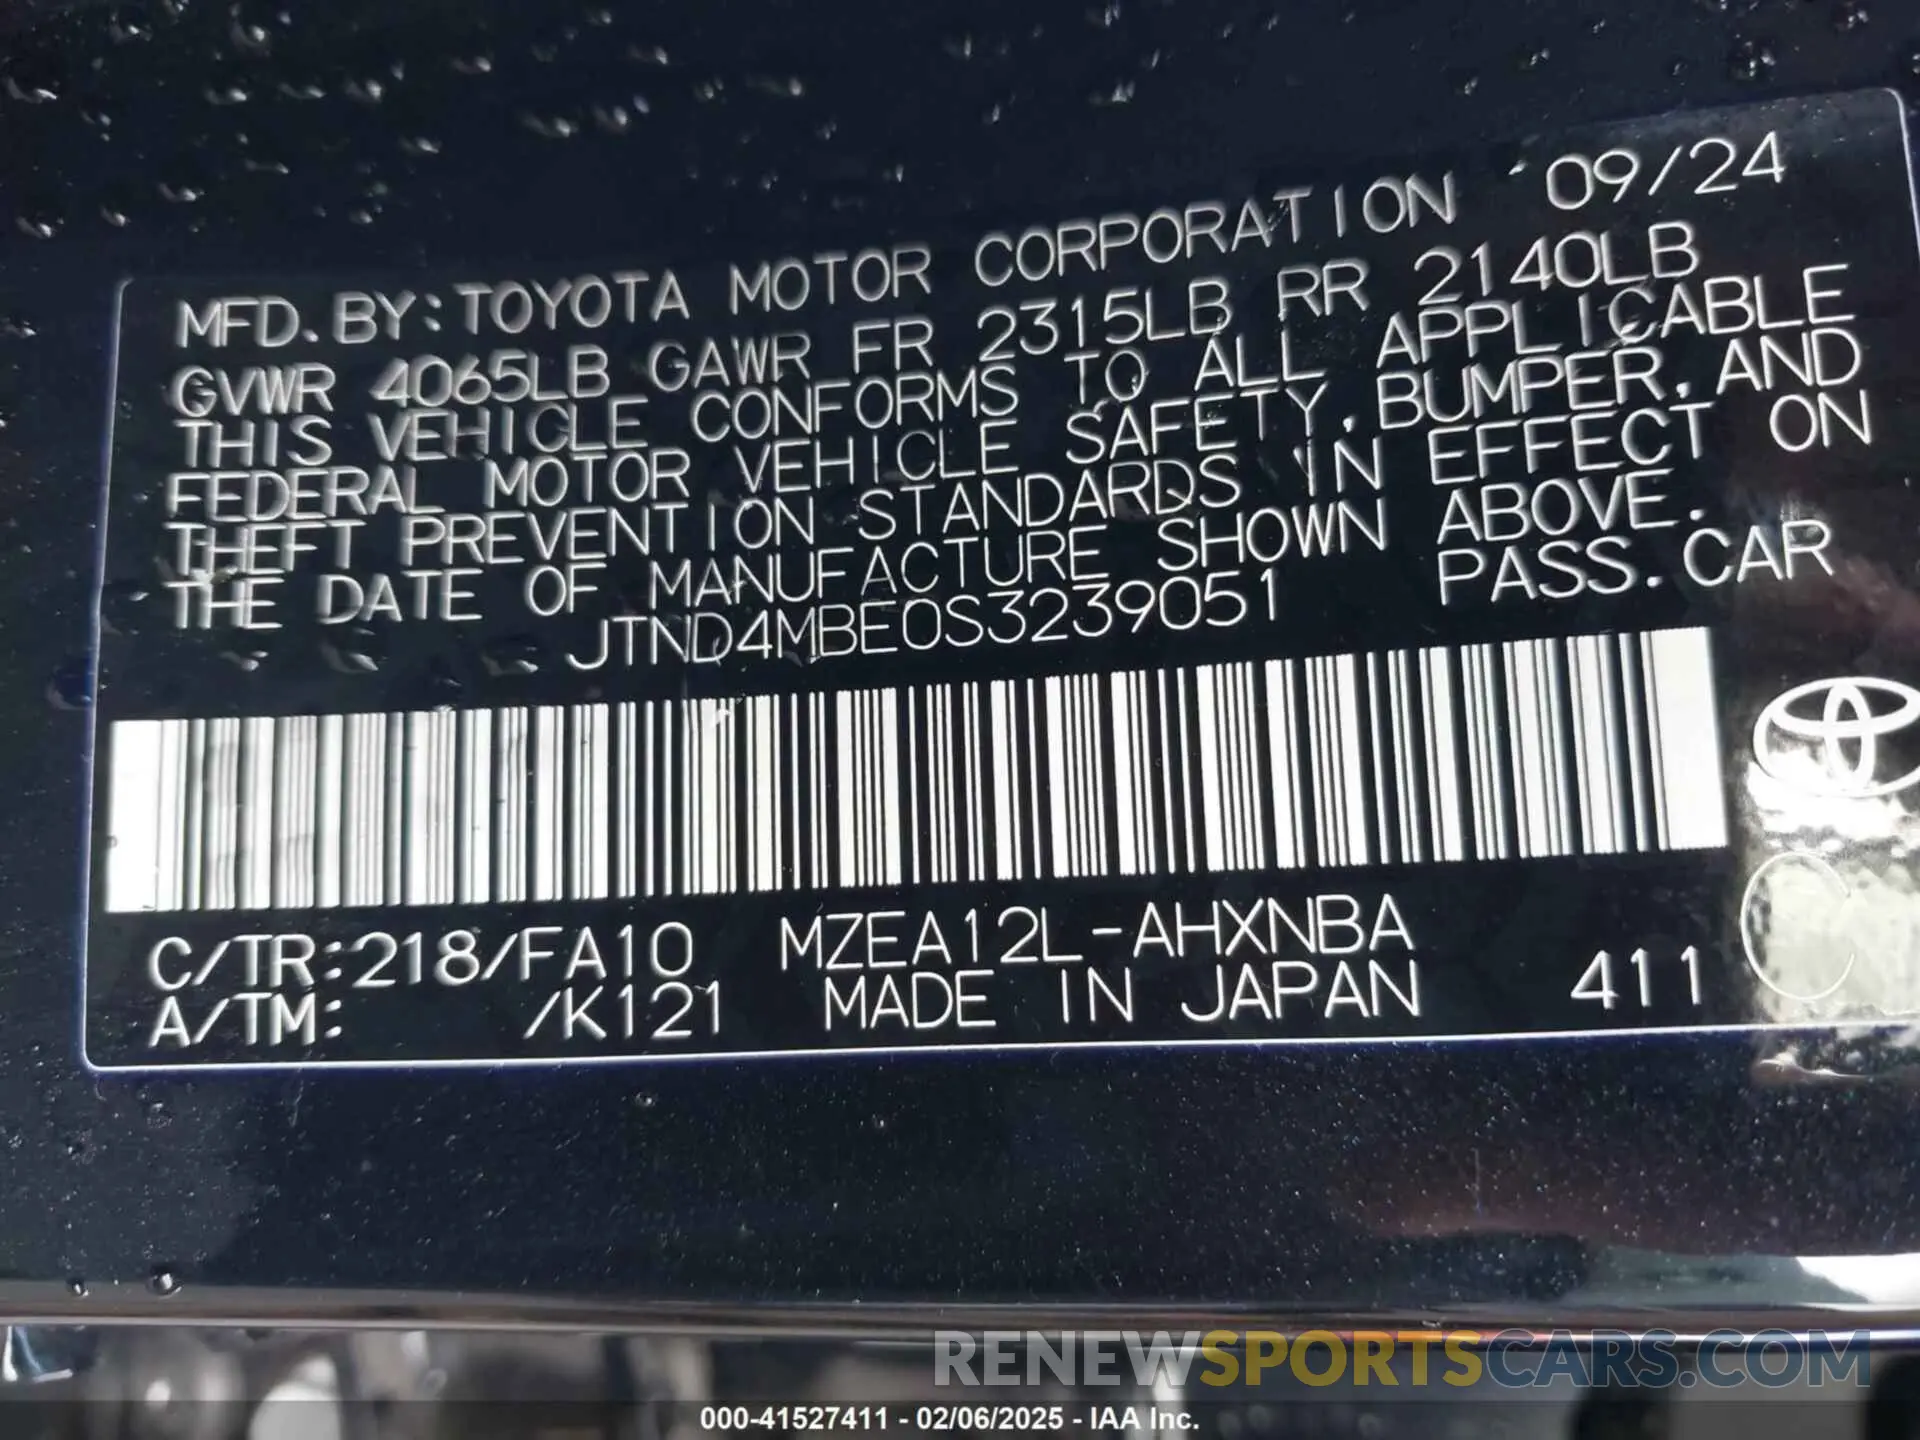 MFD. BY: TOYOTA MOTOR CORPORATION 09/24
GVWR 4065LB GAWR FR 2315LB RR 2140LB
THIS VEHICLE CONFORMS TO ALL APPLICABLE
FEDERAL MOTOR VEHICLE SAFETY, BUMPER, AND
THEFT PREVENTION STANDARDS IN EFFECT ON
THE DATE OF MANUFACTURE SHOWN ABOVE.
JTND4MBE0S3239051 PASS. CAR
C/TR:218/FA10 MZEA12L-AHXNBA
A/TM: /K121 MADE IN JAPAN 411
C
RENEWSPORTSCARS.COM
000-41527411 - 02/06/2025 - IAA Inc.